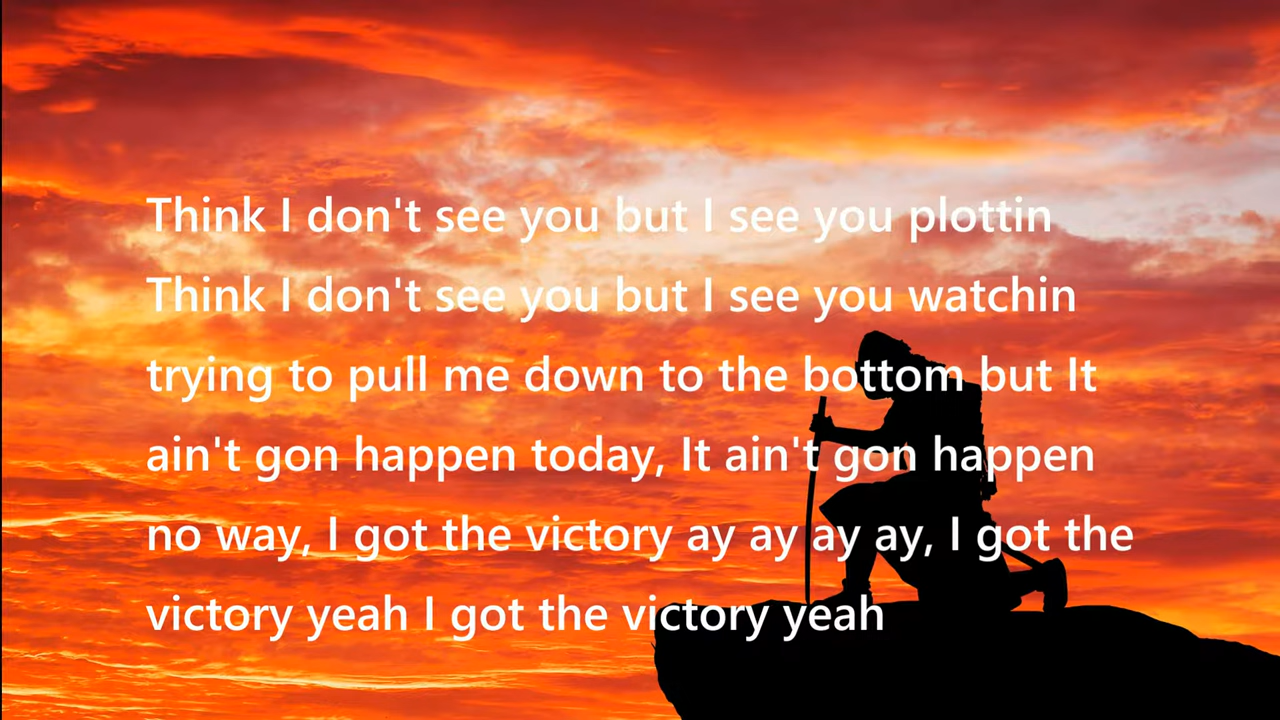 Think I don't see you but I see you plottin
Think I don't see you but I see you watchin
trying to pull me down to the bottom but It
ain't gon happen today, It ain't gon happen
no way, I got the victory ay ay ay ay, I got the
victory yeah I got the victory yeah